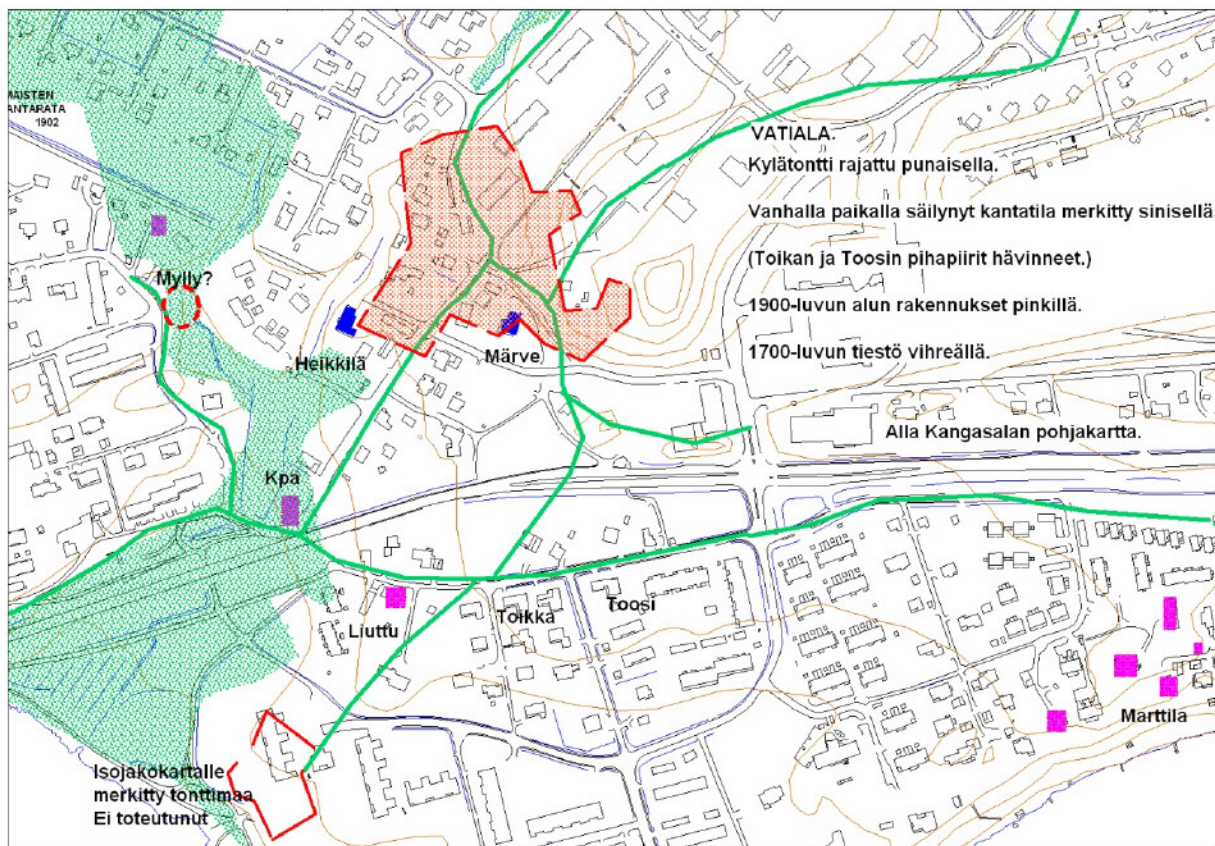 MAISTEN
ANTARATA
1902
VATIALA.
Kylätontti rajattu punaisella.
Vanhalla paikalla säilynyt kantatila merkitty sinisellä.
(Toikan ja Toosin pihapiirit hävinneet.)
1900-luvun alun rakennukset pinkillä.
1700-luvun tiestö vihreällä.
Alla Kangasalan pohjakartta.
Mylly?
Heikkilä
Märve
Kpa
Liuttu
Toikka
Toosi
Marttila
Isojakokartalle
merkitty tonttimaa
Ei toteutunut